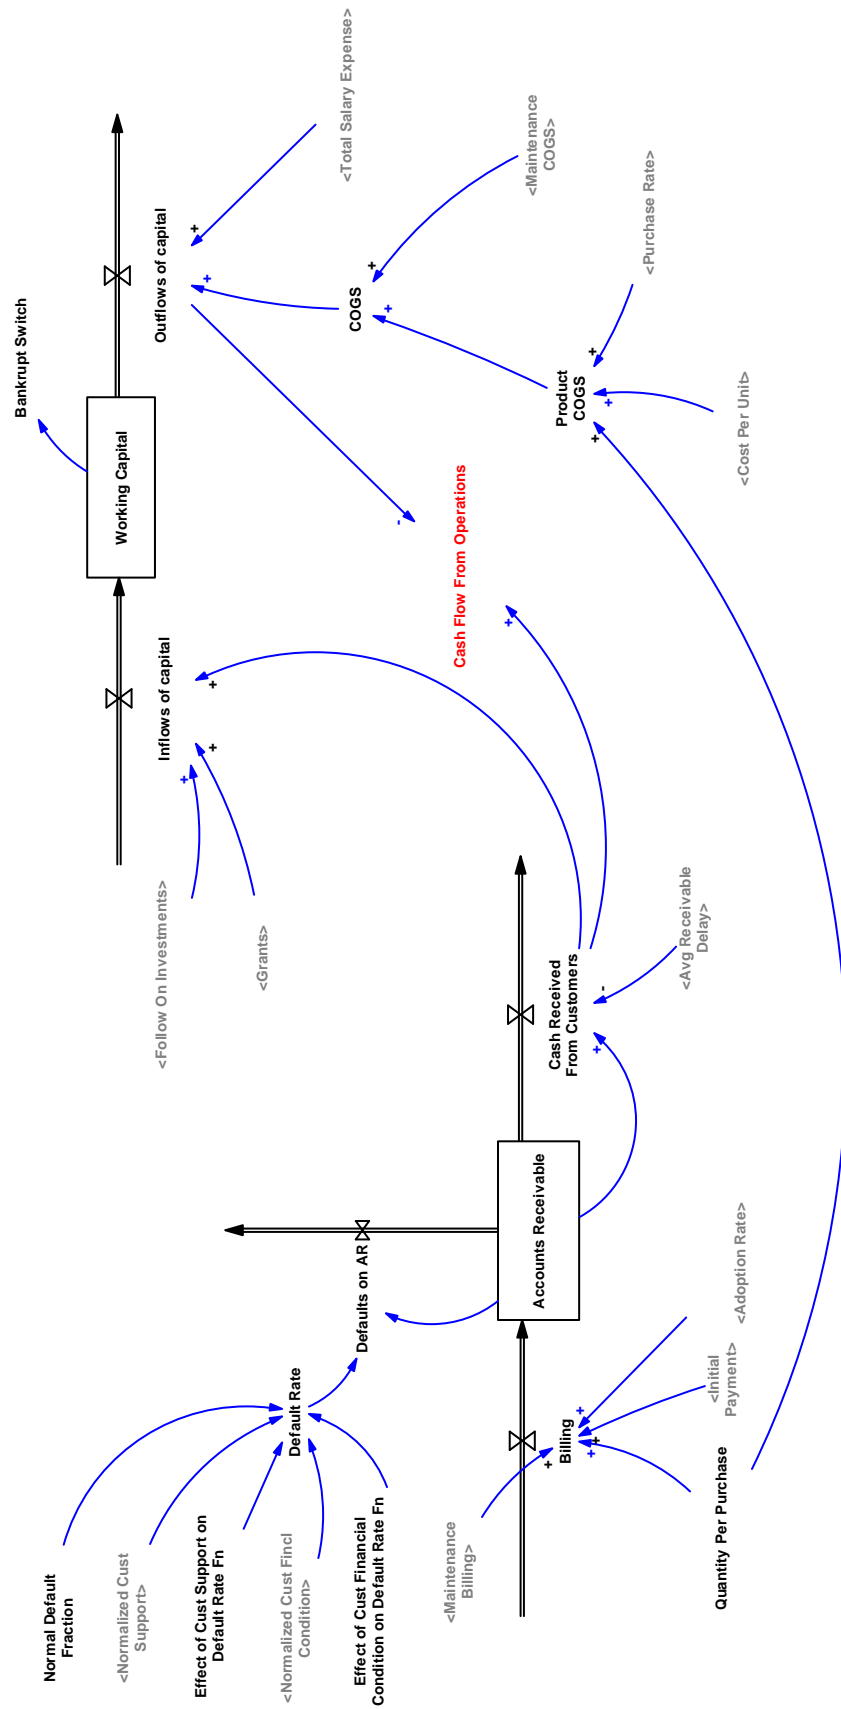 Bankrupt Switch
Working Capital
Inflows of capital
Outflows of capital
+
+
+
+
+
<Follow On Investments>
<Grants>
<Total Salary Expense>
COGS
+
+
<Maintenance
COGS>
Cash Flow From Operations
-
+
Product
COGS
+
+
+
<Purchase Rate>
<Cost Per Unit>
Normal Default
Fraction
<Normalized Cust
Support>
Effect of Cust Support on
Default Rate Fn
<Normalized Cust Fincl
Condition>
Effect of Cust Financial
Condition on Default Rate Fn
Default Rate
Defaults on AR
Accounts Receivable
Cash Received
From Customers
+
-
<Avg Receivable
Delay>
<Maintenance
Billing>
Billing
+
+
+
+
<Adoption Rate>
<Initial
Payment>
Quantity Per Purchase